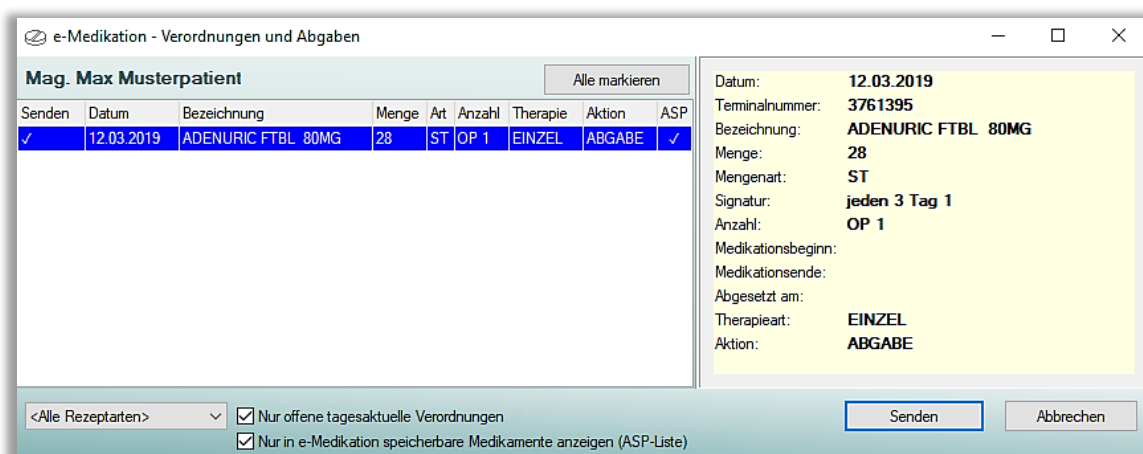 e-Medikation - Verordnungen und Abgaben
Mag. Max Musterpatient
Alle markieren
Senden Datum Bezeichnung Menge Art Anzahl Therapie Aktion ASP
✓ 12.03.2019 ADENURIC FTBL 80MG 28 ST OP 1 EINZEL ABGABE ✓
Datum: 12.03.2019
Terminalnummer: 3761395
Bezeichnung: ADENURIC FTBL 80MG
Menge: 28
Mengenart: ST
Signatur: jeden 3 Tag 1
Anzahl: OP 1
Medikationsbeginn:
Medikationsende:
Abgesetzt am:
Therapieart: EINZEL
Aktion: ABGABE
<Alle Rezeptarten>
Nur offene tagesaktuelle Verordnungen
Nur in e-Medikation speicherbare Medikamente anzeigen (ASP-Liste)
Senden
Abbrechen